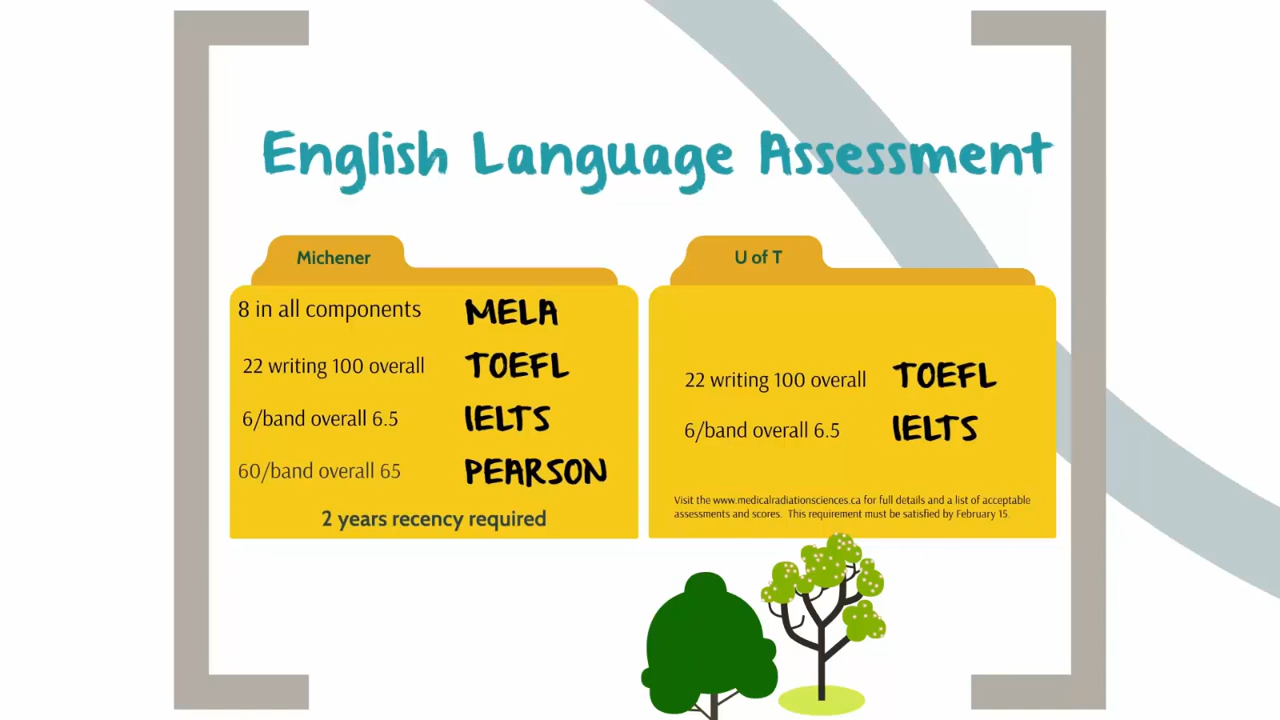 English Language Assessment
Michener
8 in all components MELA
22 writing 100 overall TOEFL
6/band overall 6.5 IELTS
60/band overall 65 PEARSON
2 years recency required
U of T
22 writing 100 overall TOEFL
6/band overall 6.5 IELTS
Visit the www.medicalradiationsciences.ca for full details and a list of acceptable
assessments and scores. This requirement must be satisfied by February 15.